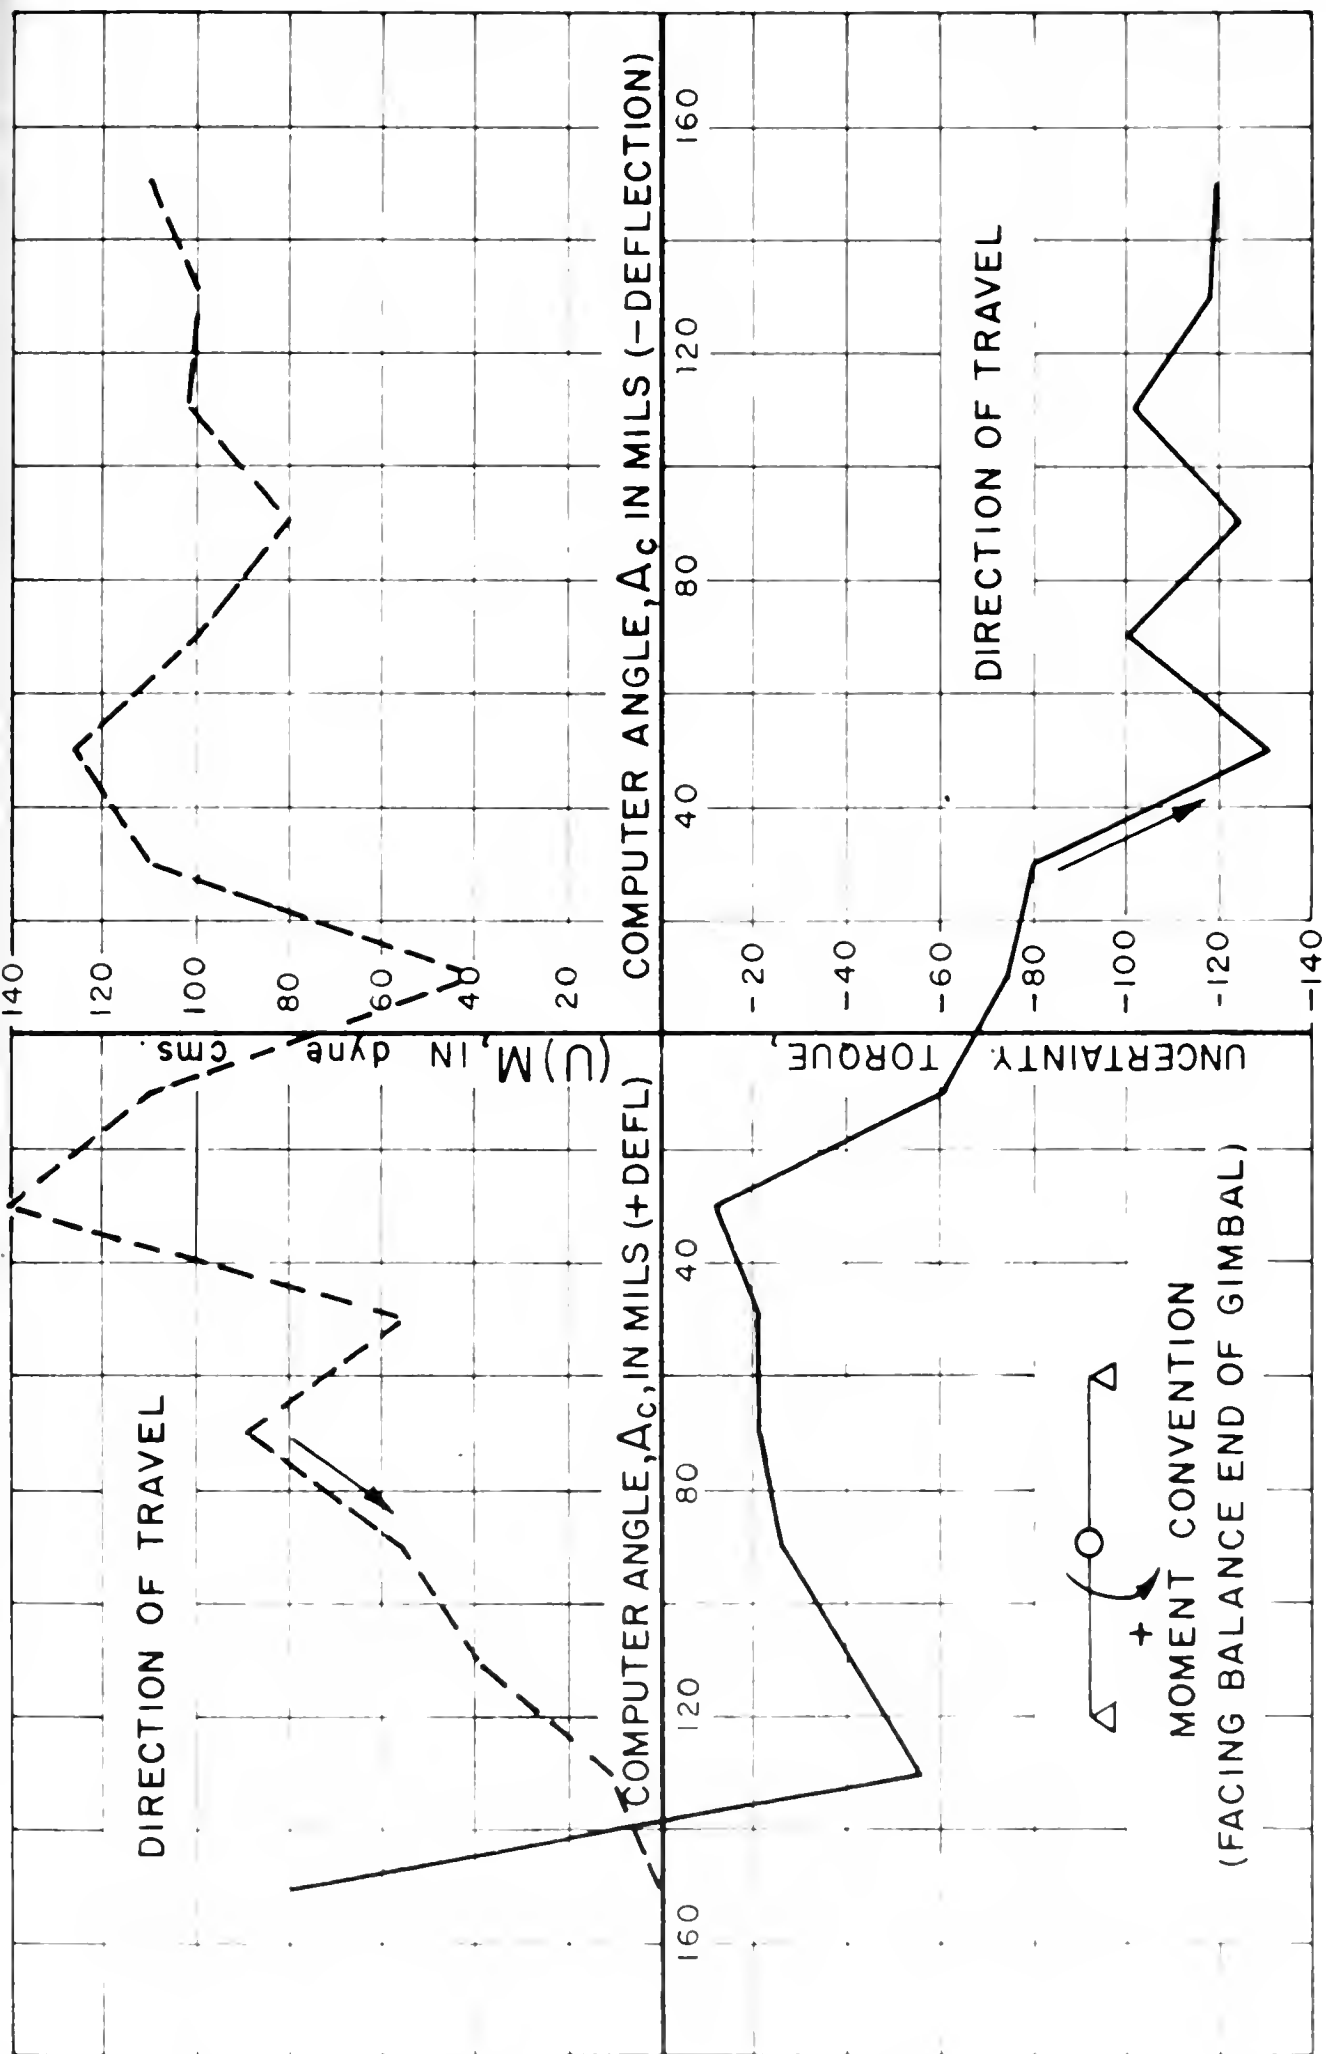 140
120
100
80
60
40
20
-20
-40
-60
-80
-100
-120
-140
(U)M, IN dyne cms.
UNCERTAINTY TORQUE,
DIRECTION OF TRAVEL
COMPUTER ANGLE, Ac, IN MILS (+DEFL)
COMPUTER ANGLE, Ac IN MILS (-DEFLECTION)
160
120
80
40
40
80
120
160
DIRECTION OF TRAVEL
+
MOMENT CONVENTION
(FACING BALANCE END OF GIMBAL)